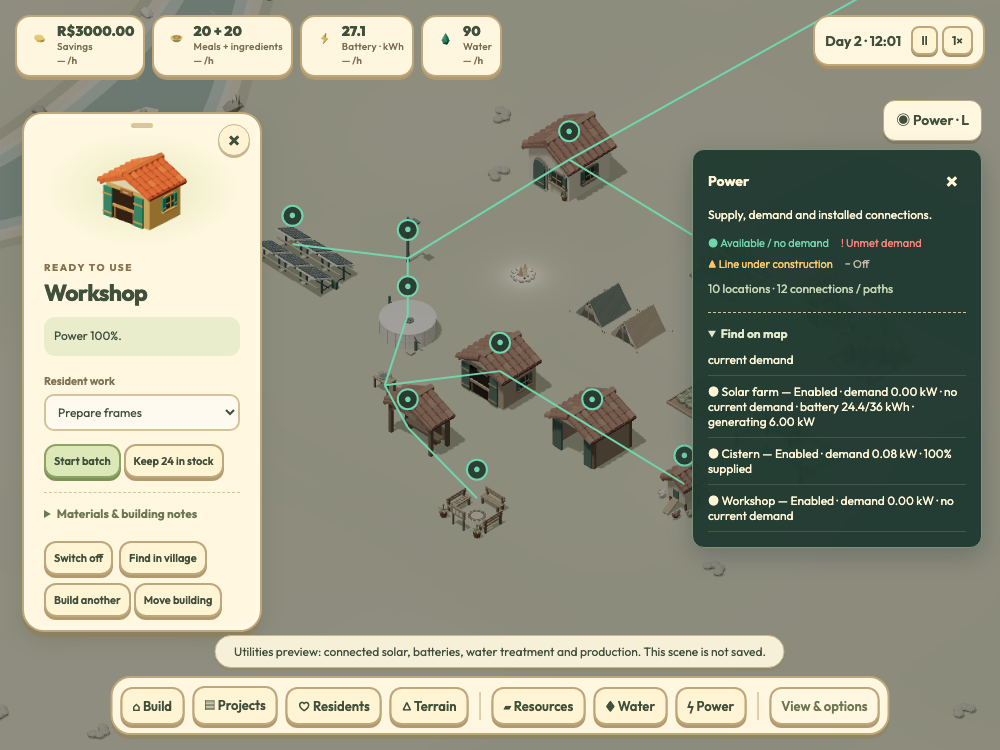 R$3000.00
Savings
— /h
20 + 20
Meals + ingredients
— /h
27.1
Battery · kWh
— /h
90
Water
— /h
Day 2 · 12:01
1×
Power · L
READY TO USE
Workshop
Power 100%.
Resident work
Prepare frames
Start batch
Keep 24 in stock
Materials & building notes
Switch off
Find in village
Build another
Move building
Power
Supply, demand and installed connections.
Available / no demand
! Unmet demand
Line under construction
– Off
10 locations · 12 connections / paths
Find on map
current demand
Solar farm — Enabled · demand 0.00 kW · no
current demand · battery 24.4/36 kWh ·
generating 6.00 kW
Cistern — Enabled · demand 0.08 kW · 100%
supplied
Workshop — Enabled · demand 0.00 kW · no
current demand
Utilities preview: connected solar, batteries, water treatment and production. This scene is not saved.
Build
Projects
Residents
Terrain
Resources
Water
Power
View & options